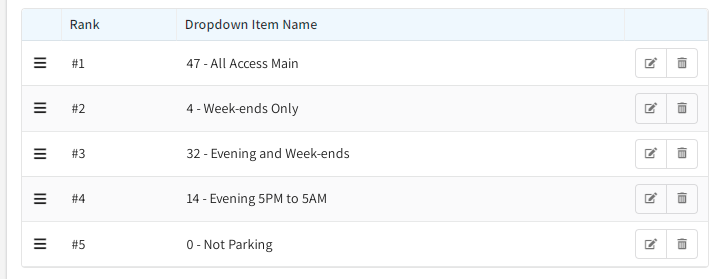 Rank Dropdown Item Name
#1 47 - All Access Main
#2 4 - Week-ends Only
#3 32 - Evening and Week-ends
#4 14 - Evening 5PM to 5AM
#5 0 - Not Parking